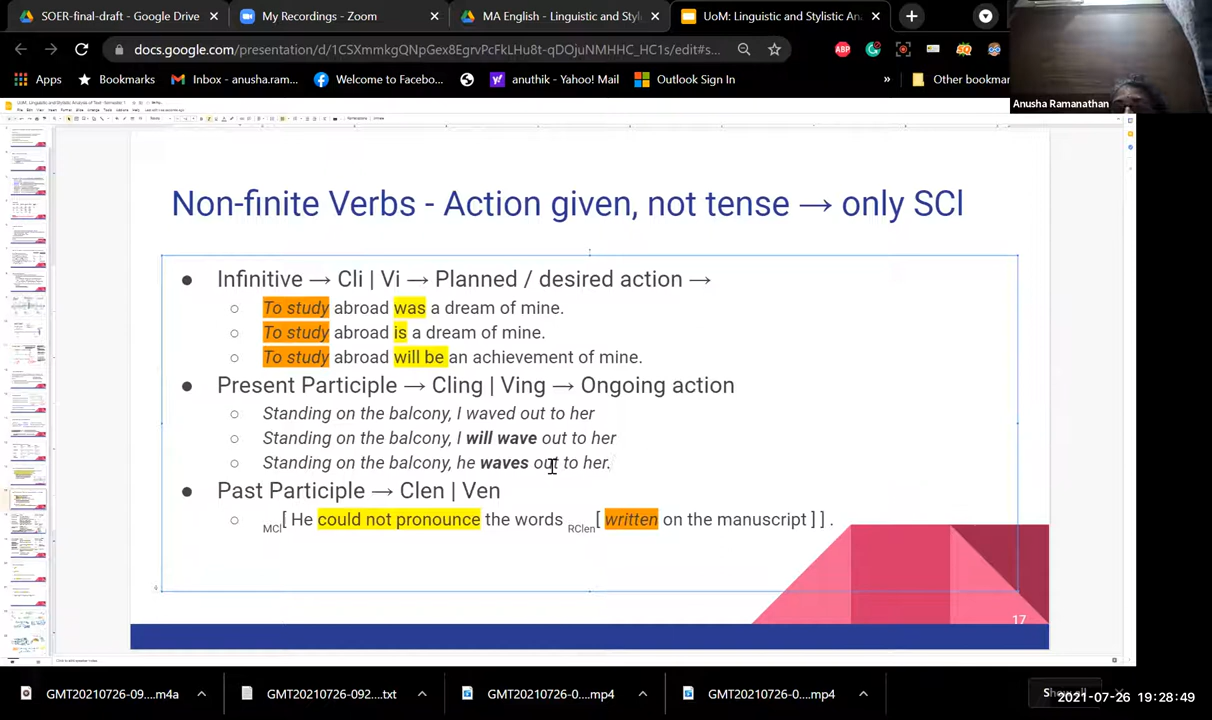 SOER-final-draft - Google Drive
My Recordings - Zoom
MA English - Linguistic and Styl
UoM: Linguistic and Stylistic An
docs.google.com/presentation/d/1CSXmmkgQNpGex8EgrvPcFkLHu8t-qDOjuNMHHC_HC1s/edit#s...
ABP
Apps
Bookmarks
Inbox - anusha.ram...
Welcome to Facebo...
anuthik - Yahoo! Mail
Outlook Sign In
»
Other bookmar
Anusha Ramanathan
Non-finite Verbs - Action given, not tense → only SCl
● Infinitive → Cli | Vi → Planned / desired action →
○ To study abroad was a dream of mine.
○ To study abroad is a dream of mine.
○ To study abroad will be an achievement of mine.
● Present Participle → Cling | Ving → Ongoing action
○ Standing on the balcony, I waved out to her
○ Standing on the balcony, I will wave out to her
○ Standing on the balcony, he waves out to her.
● Past Participle → Clen | Ven
○ MCl[ He could not pronounce the words RClen[ written on the manuscript ] ] .
17
GMT20210726-09....m4a
GMT20210726-092....txt
GMT20210726-0....mp4
GMT20210726-0....mp4
2021-07-26 19:28:49